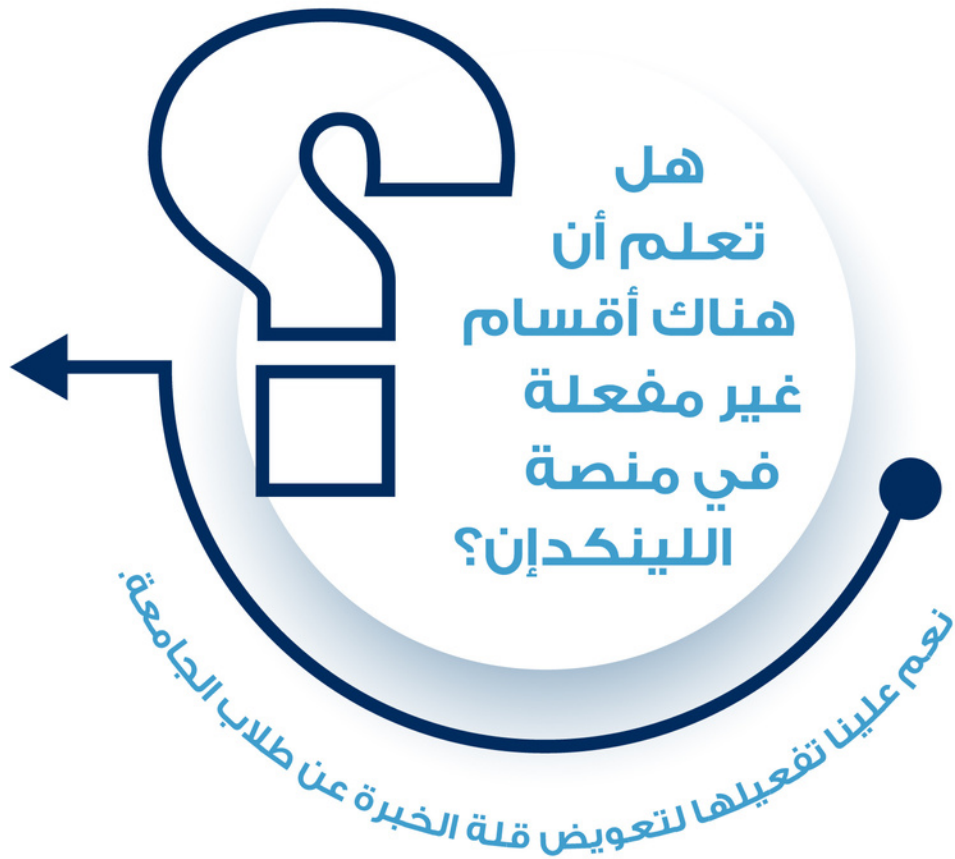 هل
تعلم أن
هناك أقسام
غير مفعلة
في منصة
اللينكدإن؟
نعم علينا تفعيلها لتعويض قلة الخبرة عن طلاب الجامعة.